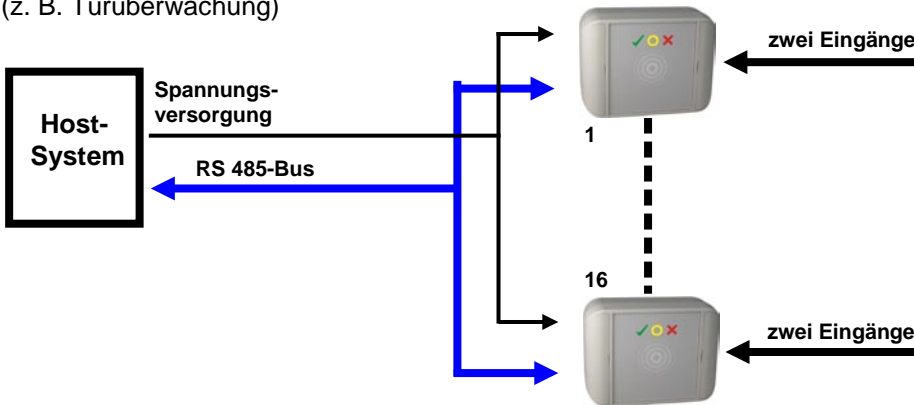 (z. B. Türüberwachung)
zwei Eingänge
Spannungs-
versorgung
Host-
System
1
RS 485-Bus
16
zwei Eingänge